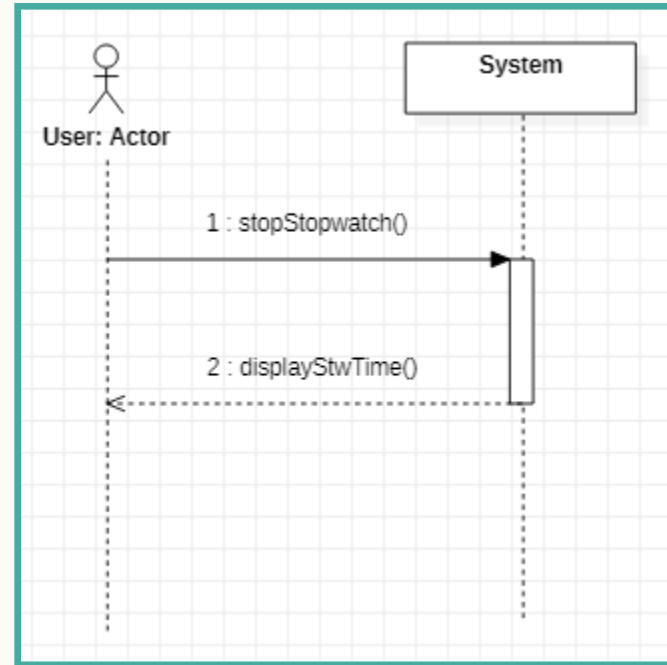 System
User: Actor
1 : stopStopwatch()
2 : displayStwTime()